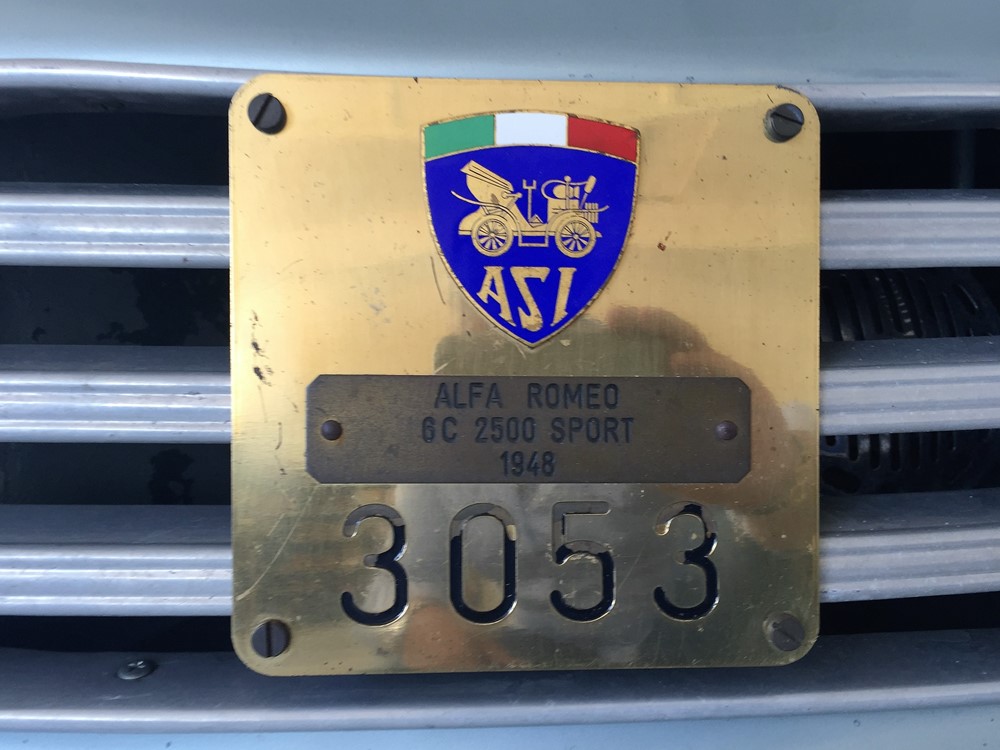 ASI
ALFA ROMEO
6C 2500 SPORT
1948
3053